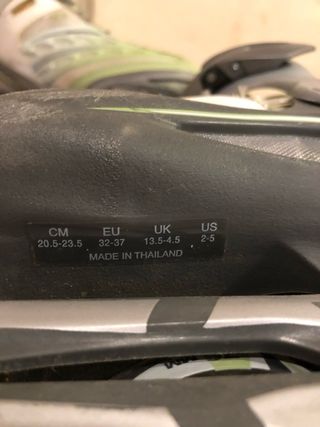 CM EU UK US
20.5-23.5 32-37 13.5-4.5 2-5
MADE IN THAILAND